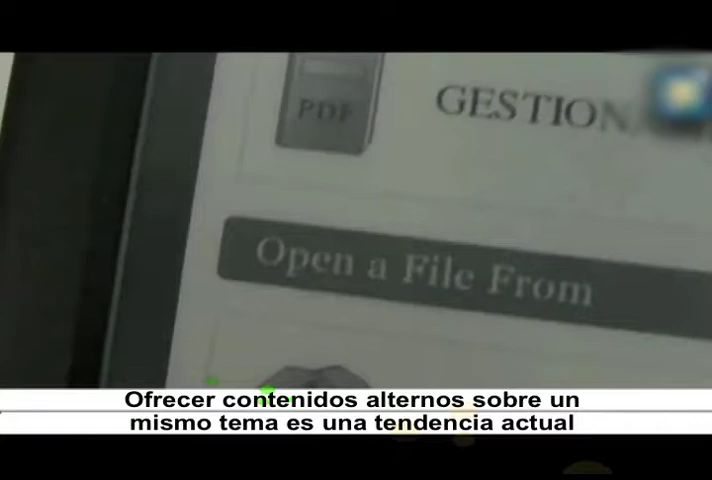 PDF
GESTION
Open a File From
Ofrecer contenidos alternos sobre un
mismo tema es una tendencia actual